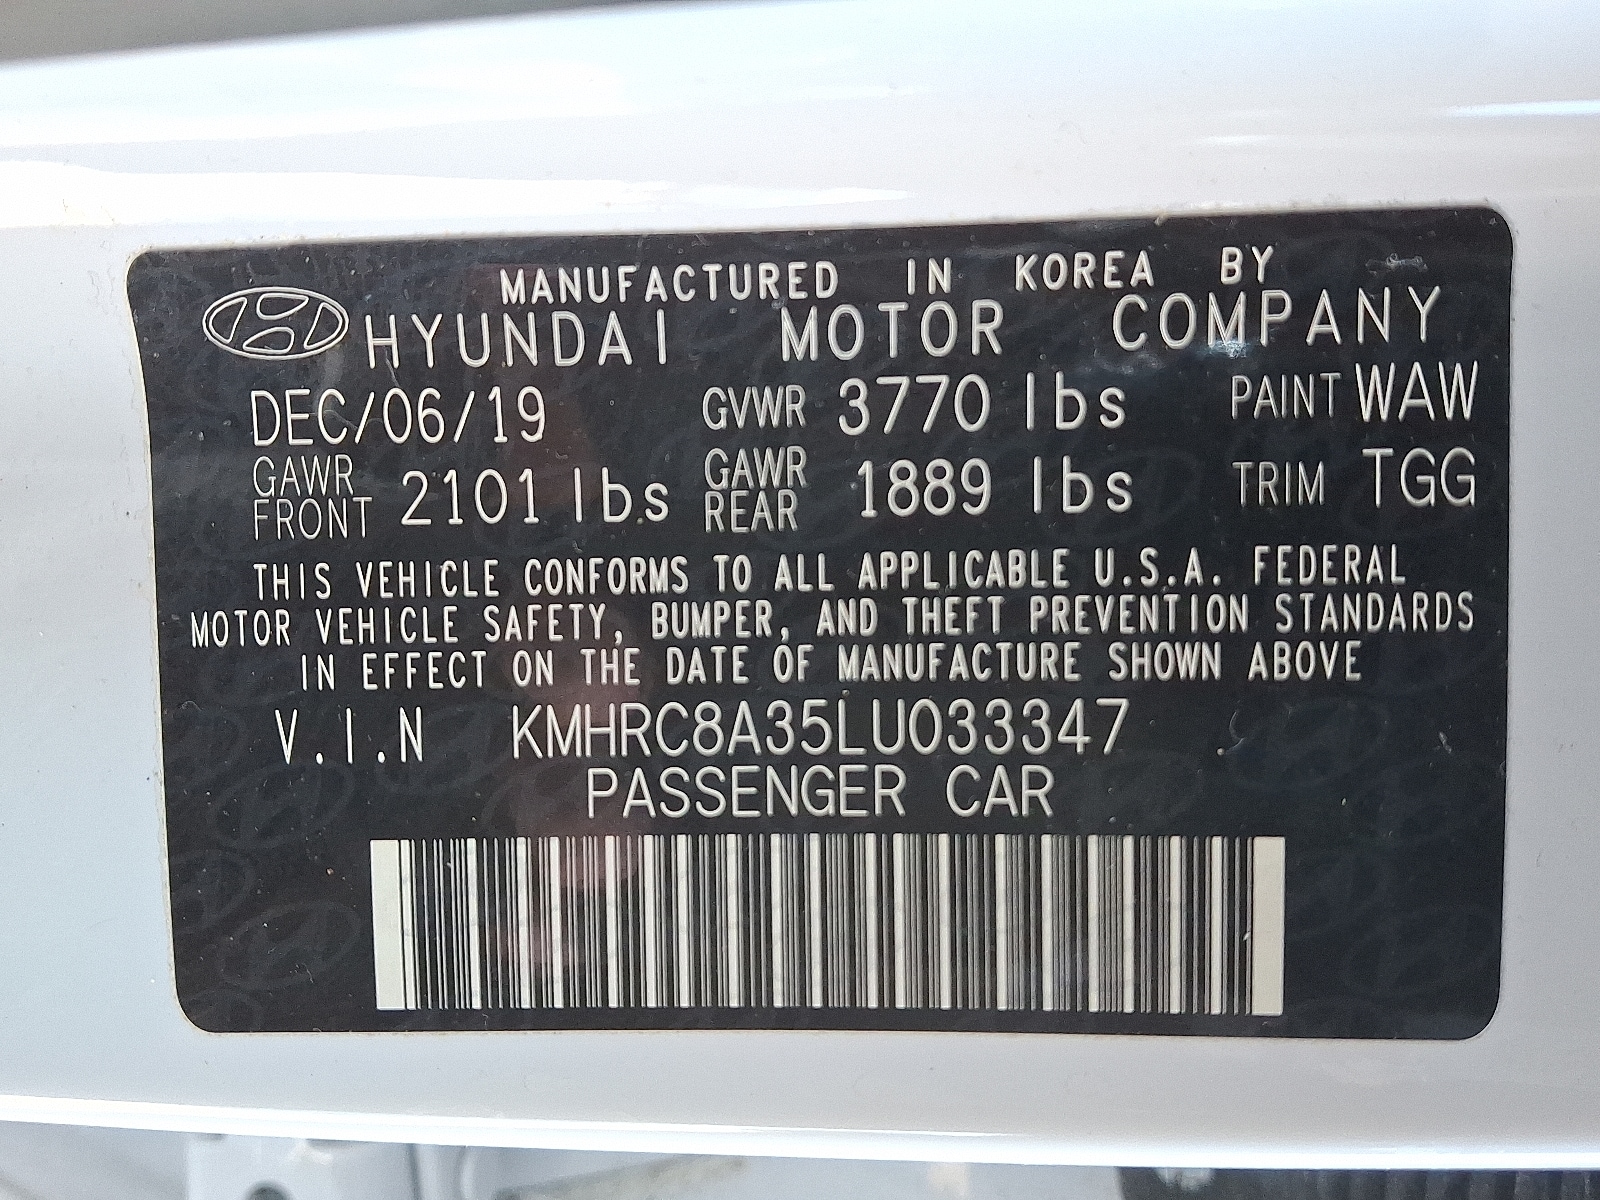 MANUFACTURED IN KOREA BY
HYUNDAI MOTOR COMPANY
DEC/06/19 GVWR 3770 lbs PAINT WAW
GAWR FRONT 2101 lbs GAWR REAR 1889 lbs TRIM TGG
THIS VEHICLE CONFORMS TO ALL APPLICABLE U.S.A. FEDERAL
MOTOR VEHICLE SAFETY, BUMPER, AND THEFT PREVENTION STANDARDS
IN EFFECT ON THE DATE OF MANUFACTURE SHOWN ABOVE
V.I.N KMHRC8A35LU033347
PASSENGER CAR